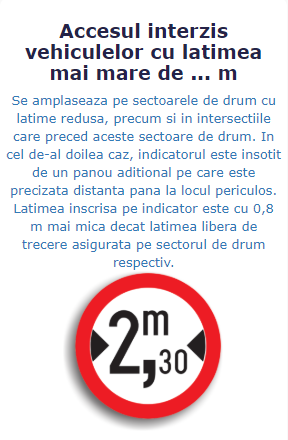 Accesul interzis
vehiculelor cu latimea
mai mare de ... m
Se amplaseaza pe sectoarele de drum cu
latime redusa, precum si in intersectiile
care preced aceste sectoare de drum. In
cel de-al doilea caz, indicatorul este insotit
de un panou aditional pe care este
precizata distanta pana la locul periculos.
Latimea inscrisa pe indicator este cu 0,8
m mai mica decat latimea libera de
trecere asigurata pe sectorul de drum
respectiv.
2,30 m